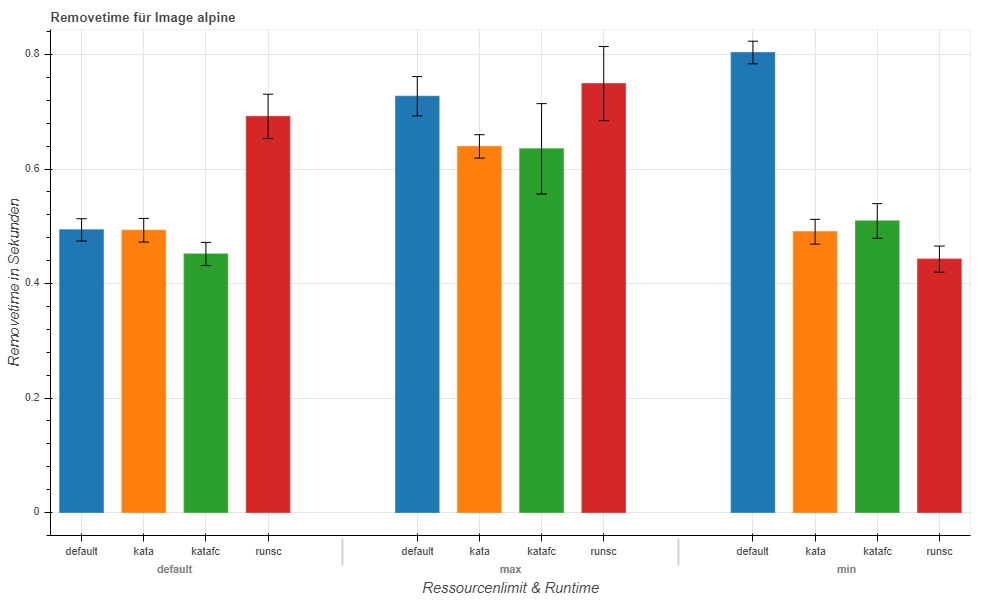 Removetime für Image alpine
Removetime in Sekunden
0.8
0.6
0.4
0.2
0
default kata katafc runsc default kata katafc runsc default kata katafc runsc
default max min
Ressourcenlimit & Runtime